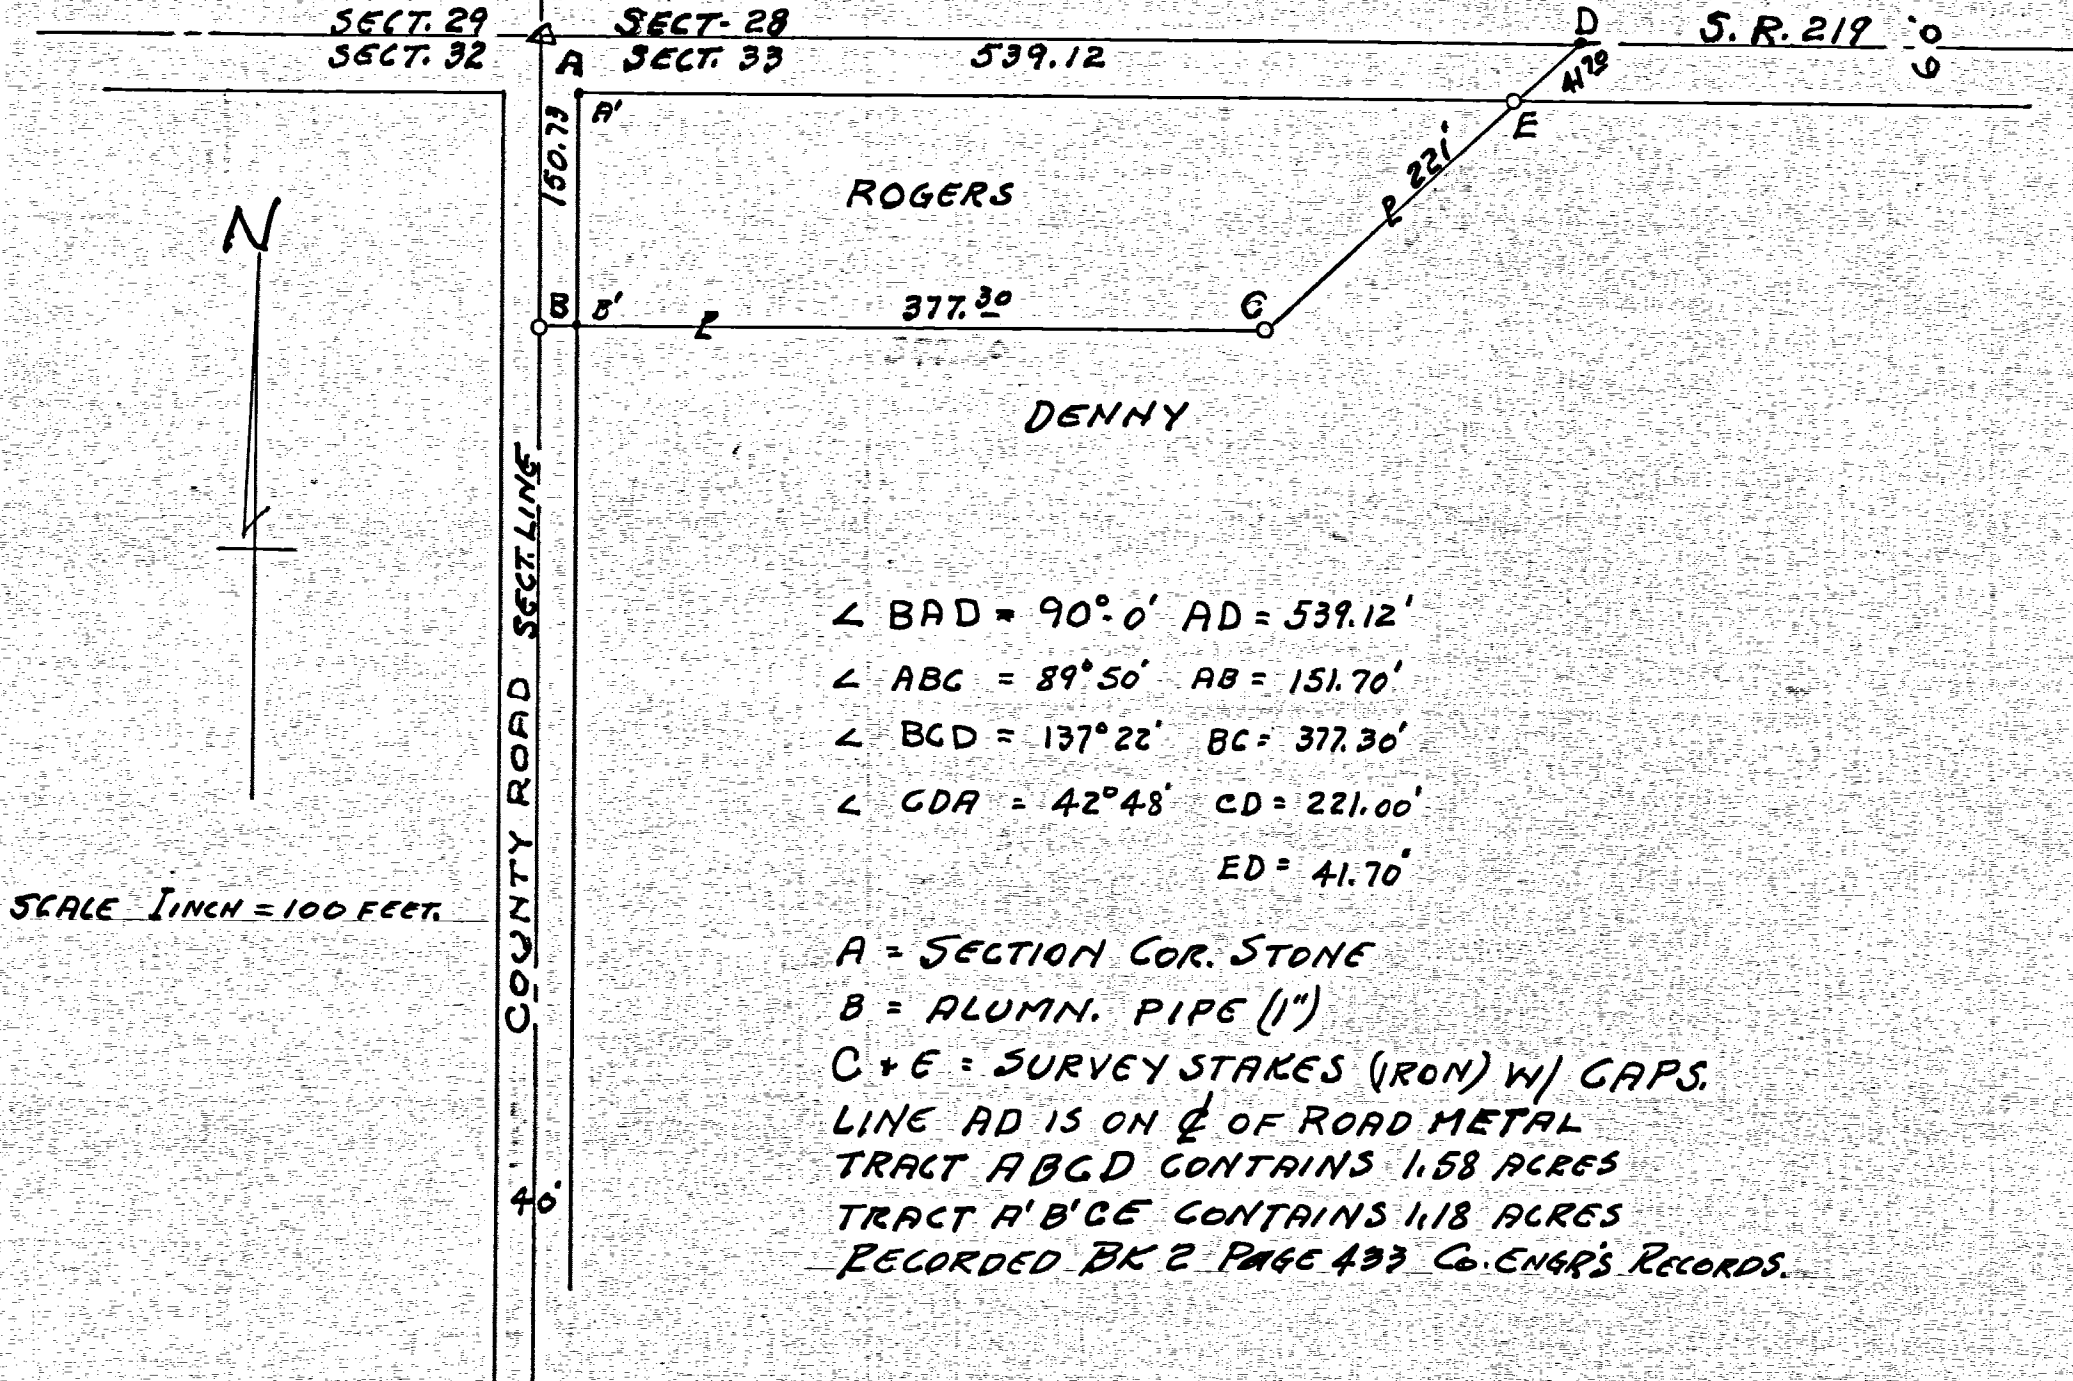 SECT. 29 SECT- 28 D S. R. 219
SECT. 32 A SECT. 33 539.12 41.70 60'
A' E
150.73 221'
N ROGERS
B B' 377.30 C
DENNY
COUNTY ROAD SECT. LINE
∠ BAD = 90°-0' AD = 539.12'
∠ ABC = 89°50' AB = 151.70'
∠ BCD = 137°22' BC = 377.30'
∠ CDA = 42°48' CD = 221.00'
ED = 41.70'
SCALE 1 INCH = 100 FEET.
A = SECTION COR. STONE
B = ALUMN. PIPE (1")
C + E = SURVEY STAKES (IRON) W/ CAPS.
LINE AD IS ON ℄ OF ROAD METAL
TRACT ABCD CONTAINS 1.58 ACRES
TRACT A'B'CE CONTAINS 1.18 ACRES
40'
RECORDED BK 2 PAGE 433 CO. ENGR'S RECORDS.